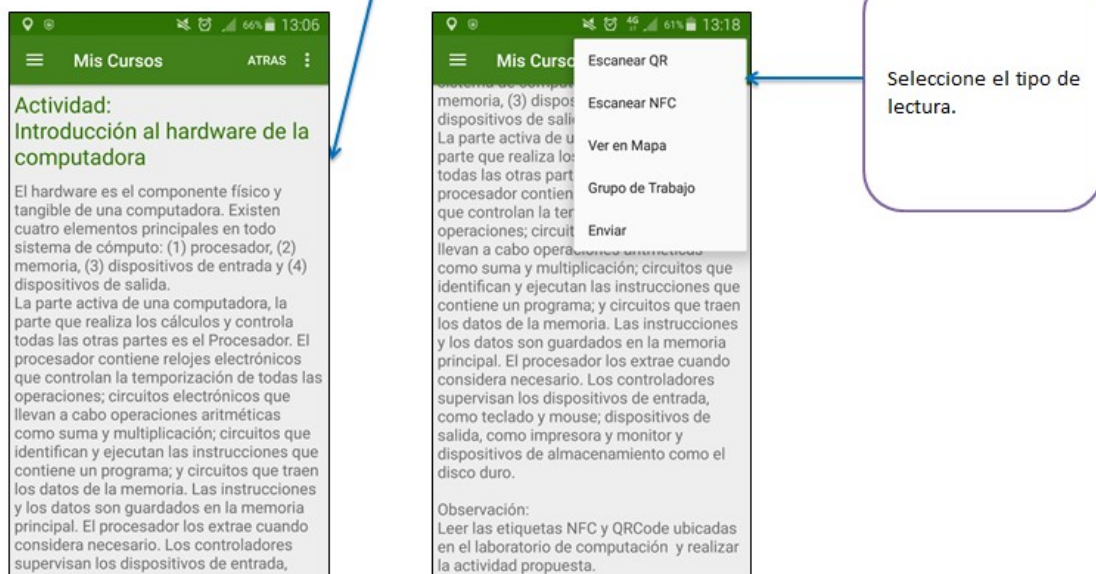 66% 13:06
Mis Cursos ATRAS
Actividad:
Introducción al hardware de la
computadora
El hardware es el componente físico y
tangible de una computadora. Existen
cuatro elementos principales en todo
sistema de cómputo: (1) procesador, (2)
memoria, (3) dispositivos de entrada y (4)
dispositivos de salida.
La parte activa de una computadora, la
parte que realiza los cálculos y controla
todas las otras partes es el Procesador. El
procesador contiene relojes electrónicos
que controlan la temporización de todas las
operaciones; circuitos electrónicos que
llevan a cabo operaciones aritméticas
como suma y multiplicación; circuitos que
identifican y ejecutan las instrucciones que
contiene un programa; y circuitos que traen
los datos de la memoria. Las instrucciones
y los datos son guardados en la memoria
principal. El procesador los extrae cuando
considera necesario. Los controladores
supervisan los dispositivos de entrada,
4G 61% 13:18
Mis Curso
Escanear QR
Escanear NFC
Ver en Mapa
Grupo de Trabajo
Enviar
memoria, (3) dispos
dispositivos de sali
La parte activa de u
parte que realiza los
todas las otras part
procesador contien
que controlan la ter
operaciones; circuit
llevan a cabo operaciones aritméticas
como suma y multiplicación; circuitos que
identifican y ejecutan las instrucciones que
contiene un programa; y circuitos que traen
los datos de la memoria. Las instrucciones
y los datos son guardados en la memoria
principal. El procesador los extrae cuando
considera necesario. Los controladores
supervisan los dispositivos de entrada,
como teclado y mouse; dispositivos de
salida, como impresora y monitor y
dispositivos de almacenamiento como el
disco duro.
Observación:
Leer las etiquetas NFC y QRCode ubicadas
en el laboratorio de computación y realizar
la actividad propuesta.
Seleccione el tipo de
lectura.